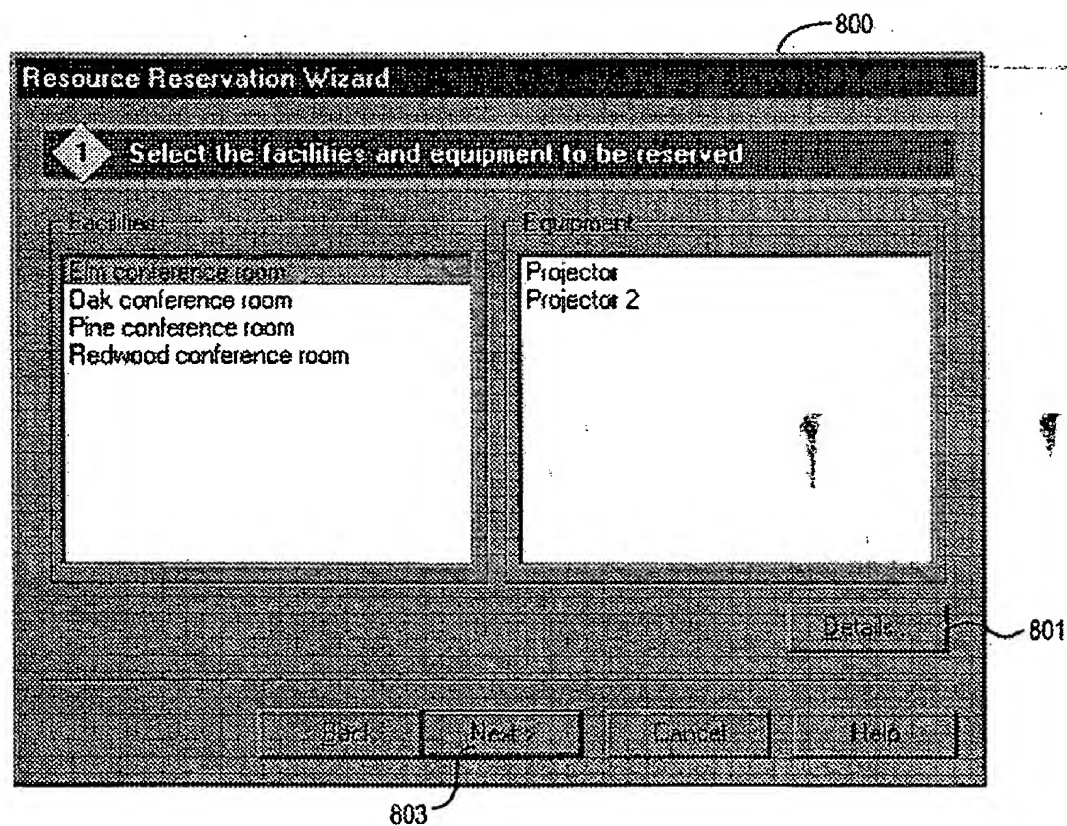 800
Resource Reservation Wizard
1 Select the facilities and equipment to be reserved
Facilities
Equipment
Elm conference room
Oak conference room
Pine conference room
Redwood conference room
Projector
Projector 2
Details...
801
< Back
Next >
Cancel
Help
803